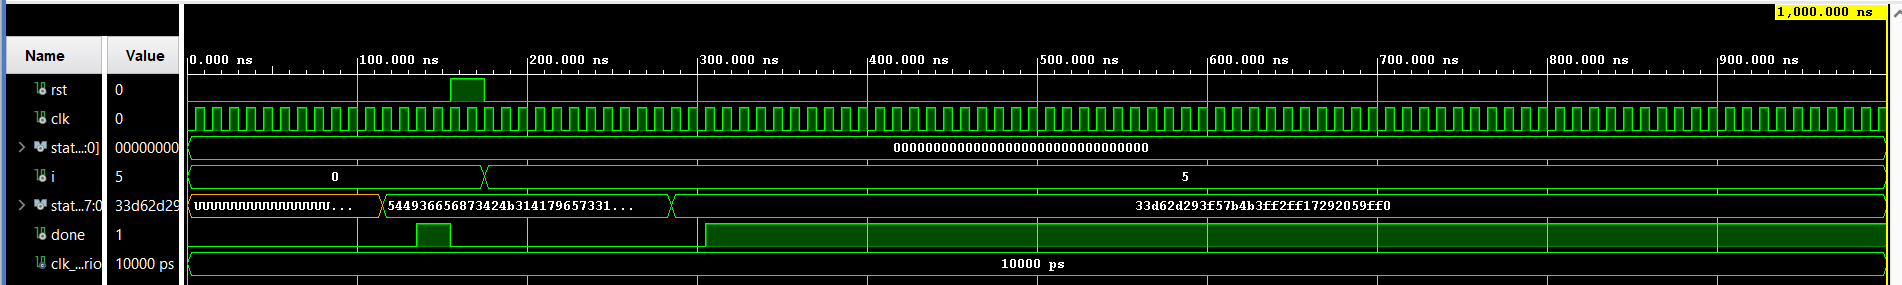 1,000.000 ns
Name Value
0.000 ns 100.000 ns 200.000 ns 300.000 ns 400.000 ns 500.000 ns 600.000 ns 700.000 ns 800.000 ns 900.000 ns
rst 0
clk 0
stat...:0] 00000000 00000000000000000000000000000000
i 5 0 5
stat...7:0 33d62d29 UUUUUUUUUUUUUUUUU... 544936656873424b314179657331... 33d62d293f57b4b3ff2ff17292059ff0
done 1
clk_...rio 10000 ps 10000 ps